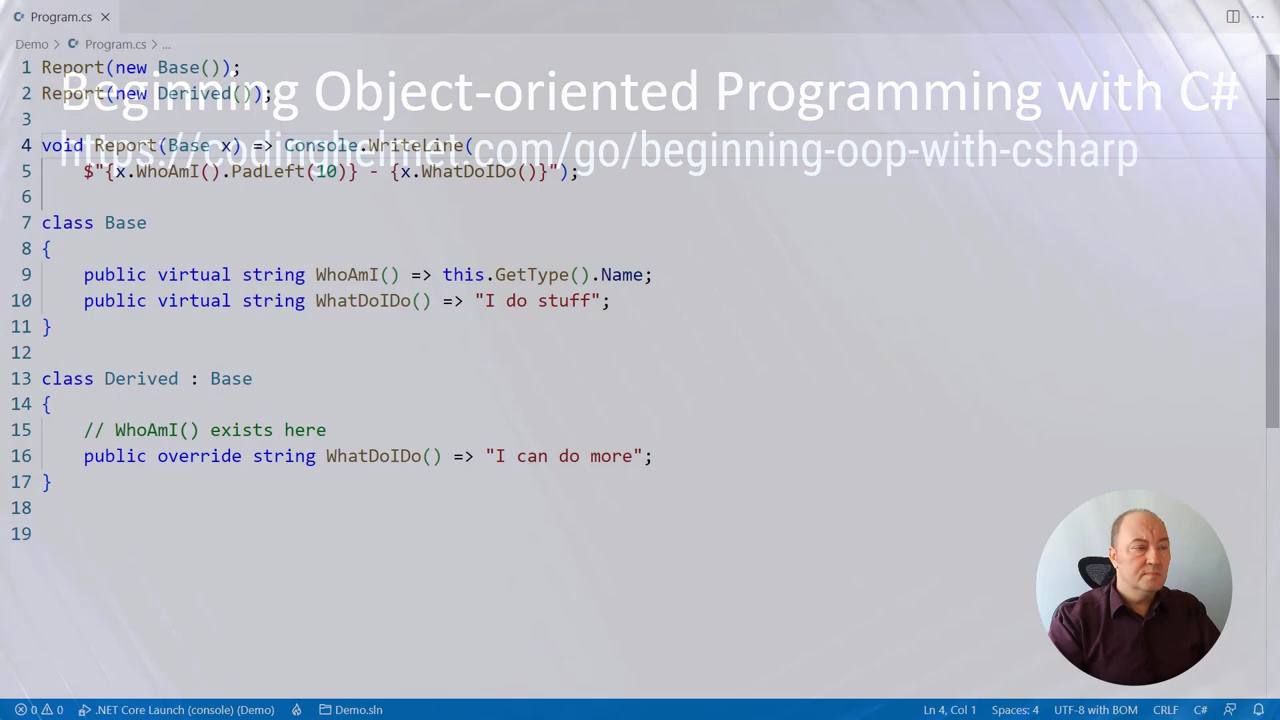 Program.cs
Demo > Program.cs > ...
Beginning Object-oriented Programming with C#
https://codinghelmet.com/go/beginning-oop-with-csharp
1 Report(new Base());
2 Report(new Derived());
3
4 void Report(Base x) => Console.WriteLine(
5 $"{x.WhoAmI().PadLeft(10)} - {x.WhatDoIDo()}");
6
7 class Base
8 {
9 public virtual string WhoAmI() => this.GetType().Name;
10 public virtual string WhatDoIDo() => "I do stuff";
11 }
12
13 class Derived : Base
14 {
15 // WhoAmI() exists here
16 public override string WhatDoIDo() => "I can do more";
17 }
18
19
0 0 .NET Core Launch (console) (Demo) Demo.sln Ln 4, Col 1 Spaces: 4 UTF-8 with BOM CRLF C#